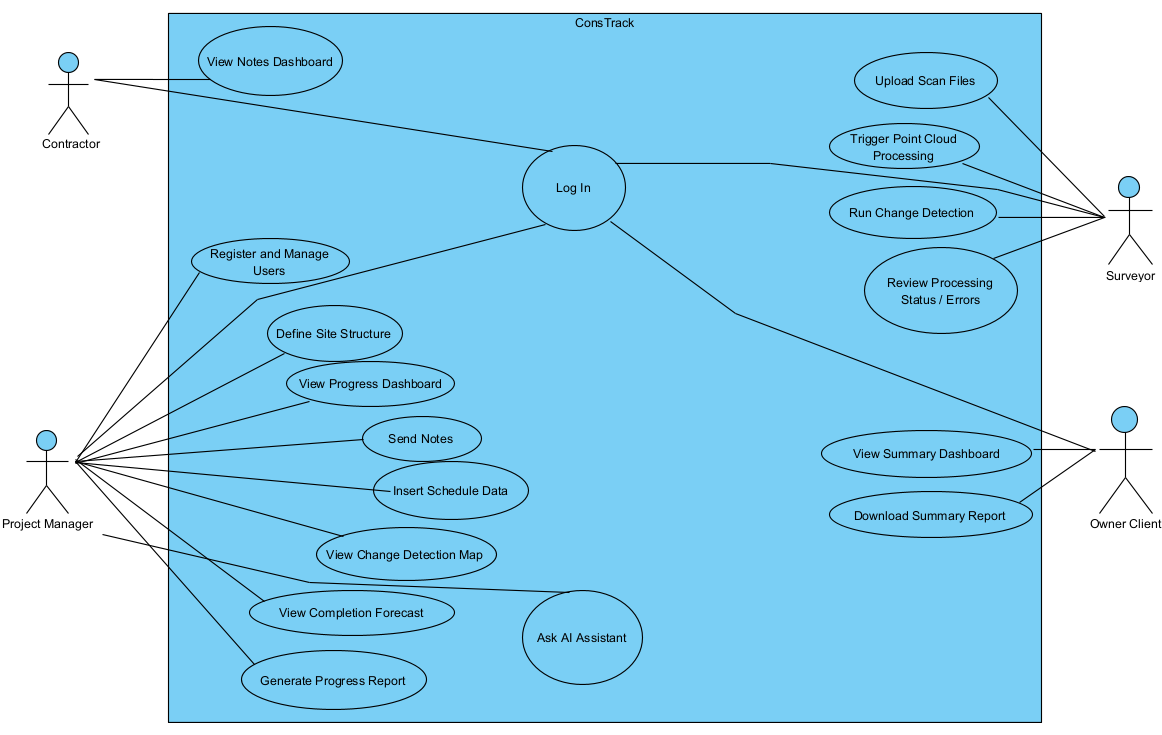 ConsTrack
View Notes Dashboard
Contractor
Upload Scan Files
Trigger Point Cloud
Processing
Log In
Run Change Detection
Surveyor
Register and Manage
Users
Review Processing
Status / Errors
Define Site Structure
View Progress Dashboard
Send Notes
View Summary Dashboard
Insert Schedule Data
Download Summary Report
Project Manager
Owner Client
View Change Detection Map
View Completion Forecast
Ask AI Assistant
Generate Progress Report